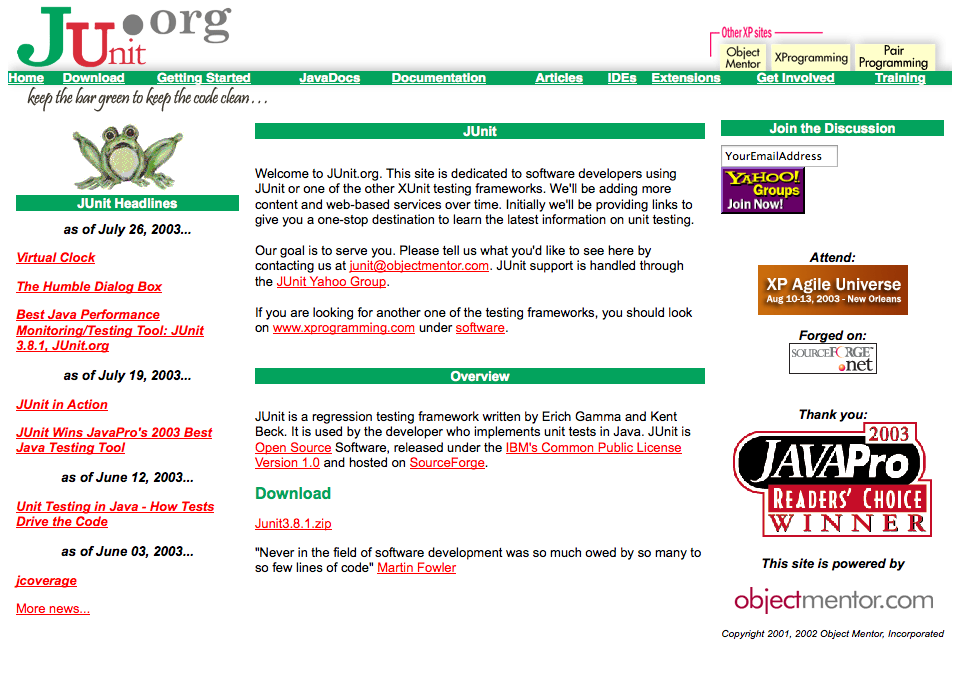 JUnit.org
Other XP sites
Object Mentor
XProgramming
Pair Programming
Home Download Getting Started JavaDocs Documentation Articles IDEs Extensions Get Involved Training
keep the bar green to keep the code clean . . .
JUnit Headlines
as of July 26, 2003...
Virtual Clock
The Humble Dialog Box
Best Java Performance
Monitoring/Testing Tool: JUnit
3.8.1, JUnit.org
as of July 19, 2003...
JUnit in Action
JUnit Wins JavaPro's 2003 Best
Java Testing Tool
as of June 12, 2003...
Unit Testing in Java - How Tests
Drive the Code
as of June 03, 2003...
jcoverage
More news...
JUnit
Welcome to JUnit.org. This site is dedicated to software developers using
JUnit or one of the other XUnit testing frameworks. We'll be adding more
content and web-based services over time. Initially we'll be providing links to
give you a one-stop destination to learn the latest information on unit testing.
Our goal is to serve you. Please tell us what you'd like to see here by
contacting us at junit@objectmentor.com. JUnit support is handled through
the JUnit Yahoo Group.
If you are looking for another one of the testing frameworks, you should look
on www.xprogramming.com under software.
Overview
JUnit is a regression testing framework written by Erich Gamma and Kent
Beck. It is used by the developer who implements unit tests in Java. JUnit is
Open Source Software, released under the IBM's Common Public License
Version 1.0 and hosted on SourceForge.
Download
Junit3.8.1.zip
"Never in the field of software development was so much owed by so many to
so few lines of code" Martin Fowler
Join the Discussion
YourEmailAddress
YAHOO!
Groups
Join Now!
Attend:
XP Agile Universe
Aug 10-13, 2003 - New Orleans
Forged on:
SOURCEFORGE™
.net
Thank you:
2003
JAVAPro
READERS' CHOICE
WINNER
This site is powered by
objectmentor.com
Copyright 2001, 2002 Object Mentor, Incorporated